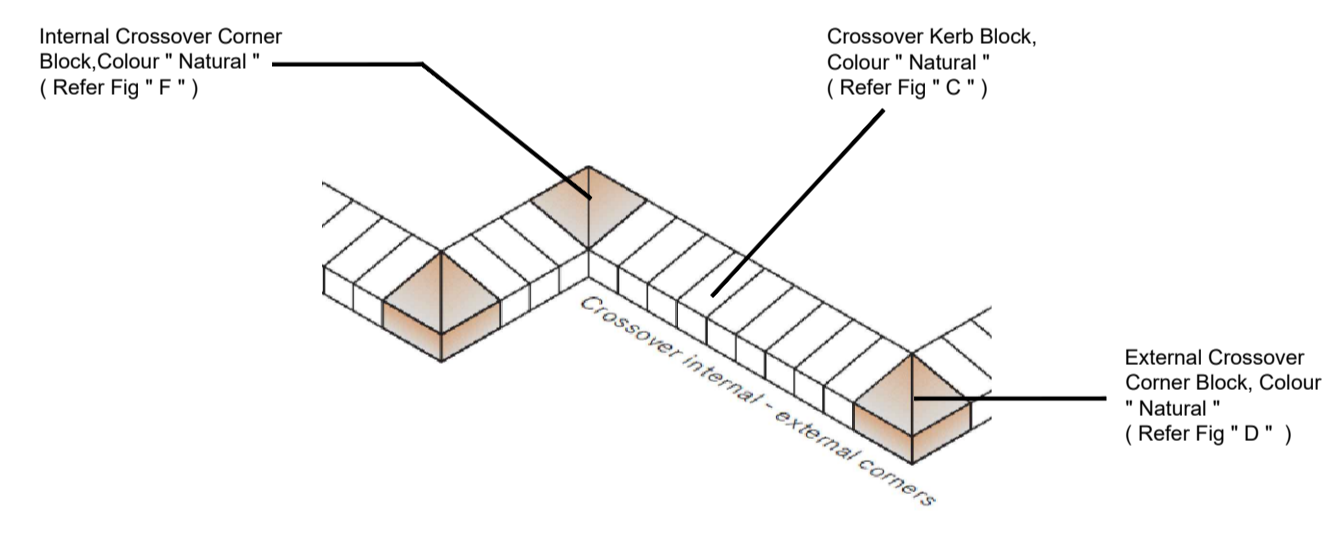 Internal Crossover Corner
Block,Colour " Natural "
( Refer Fig " F " )
Crossover Kerb Block,
Colour " Natural "
( Refer Fig " C " )
External Crossover
Corner Block, Colour
" Natural "
( Refer Fig " D " )
Crossover internal - external corners